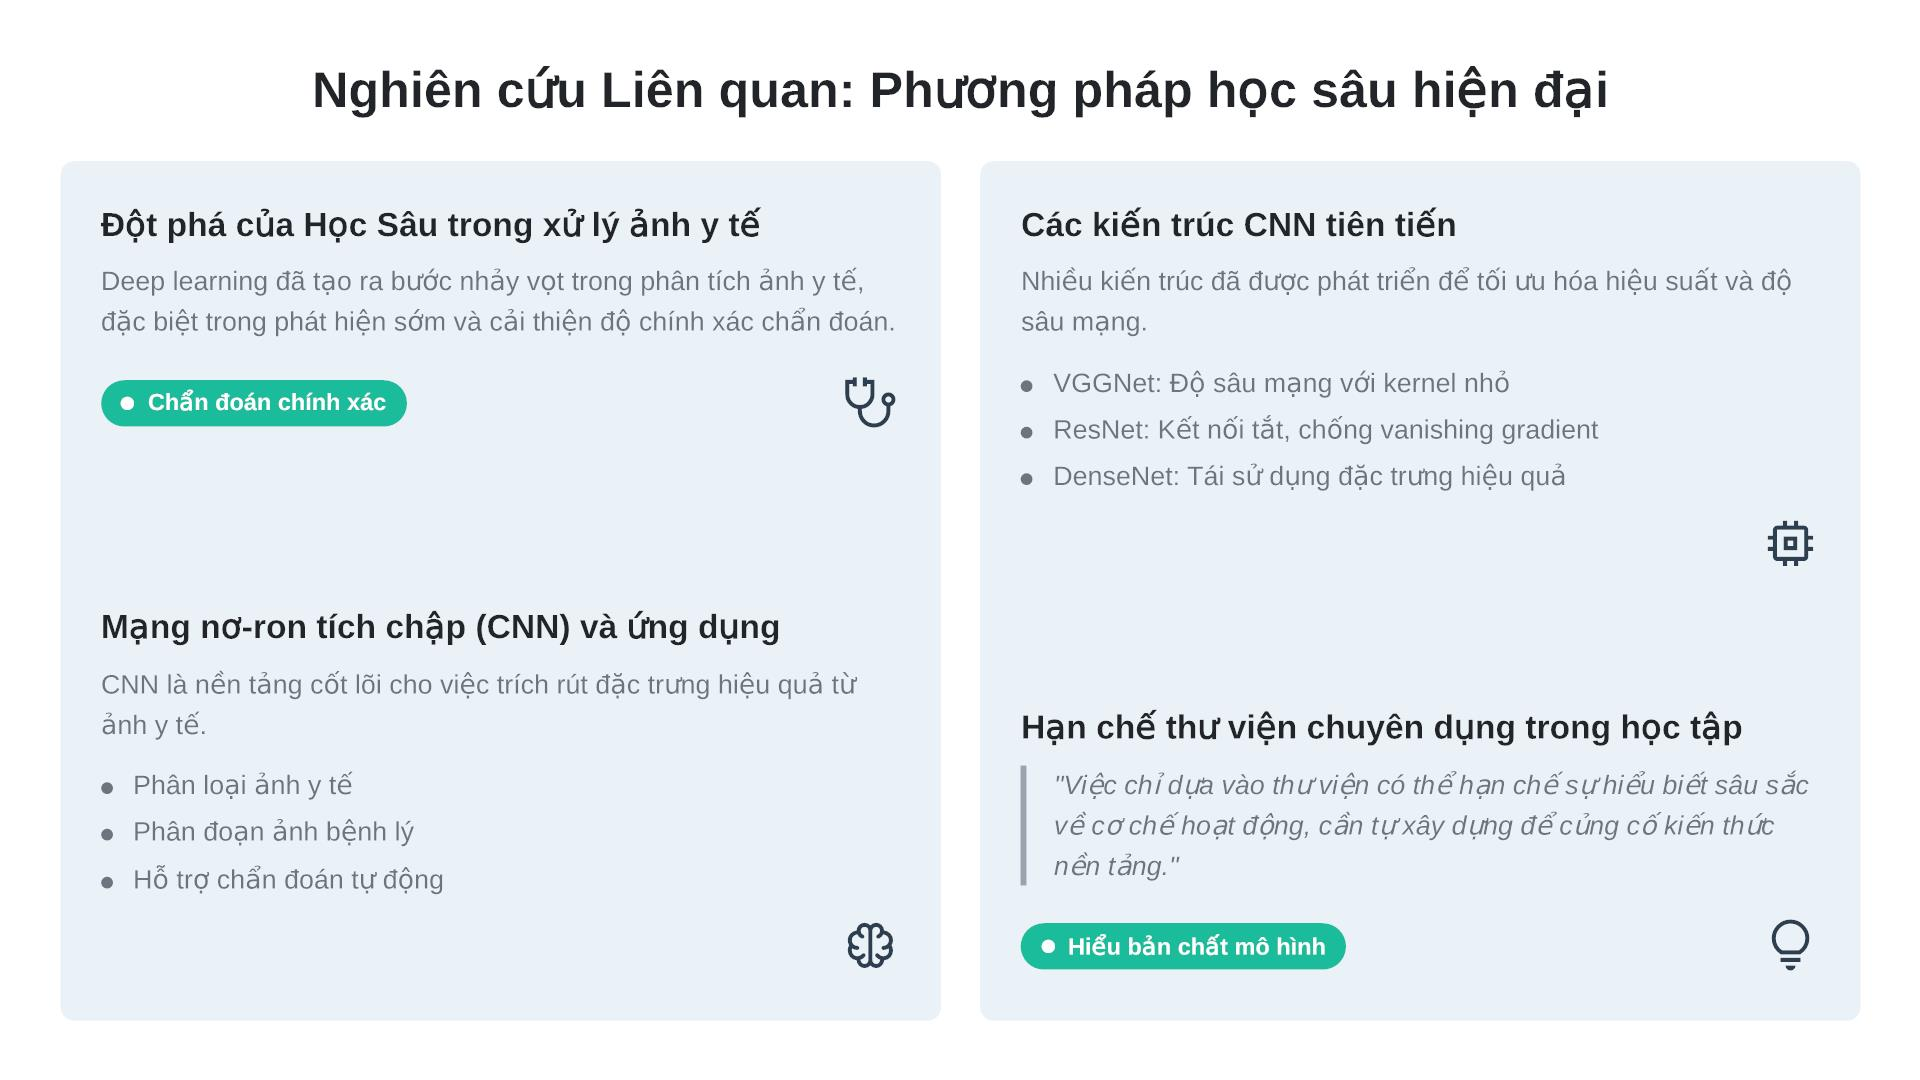 Nghiên cứu Liên quan: Phương pháp học sâu hiện đại
Đột phá của Học Sâu trong xử lý ảnh y tế
Deep learning đã tạo ra bước nhảy vọt trong phân tích ảnh y tế,
đặc biệt trong phát hiện sớm và cải thiện độ chính xác chẩn đoán.
Chẩn đoán chính xác
Mạng nơ-ron tích chập (CNN) và ứng dụng
CNN là nền tảng cốt lõi cho việc trích rút đặc trưng hiệu quả từ
ảnh y tế.
Phân loại ảnh y tế
Phân đoạn ảnh bệnh lý
Hỗ trợ chẩn đoán tự động
Các kiến trúc CNN tiên tiến
Nhiều kiến trúc đã được phát triển để tối ưu hóa hiệu suất và độ
sâu mạng.
VGGNet: Độ sâu mạng với kernel nhỏ
ResNet: Kết nối tắt, chống vanishing gradient
DenseNet: Tái sử dụng đặc trưng hiệu quả
Hạn chế thư viện chuyên dụng trong học tập
"Việc chỉ dựa vào thư viện có thể hạn chế sự hiểu biết sâu sắc
về cơ chế hoạt động, cần tự xây dựng để củng cố kiến thức
nền tảng."
Hiểu bản chất mô hình